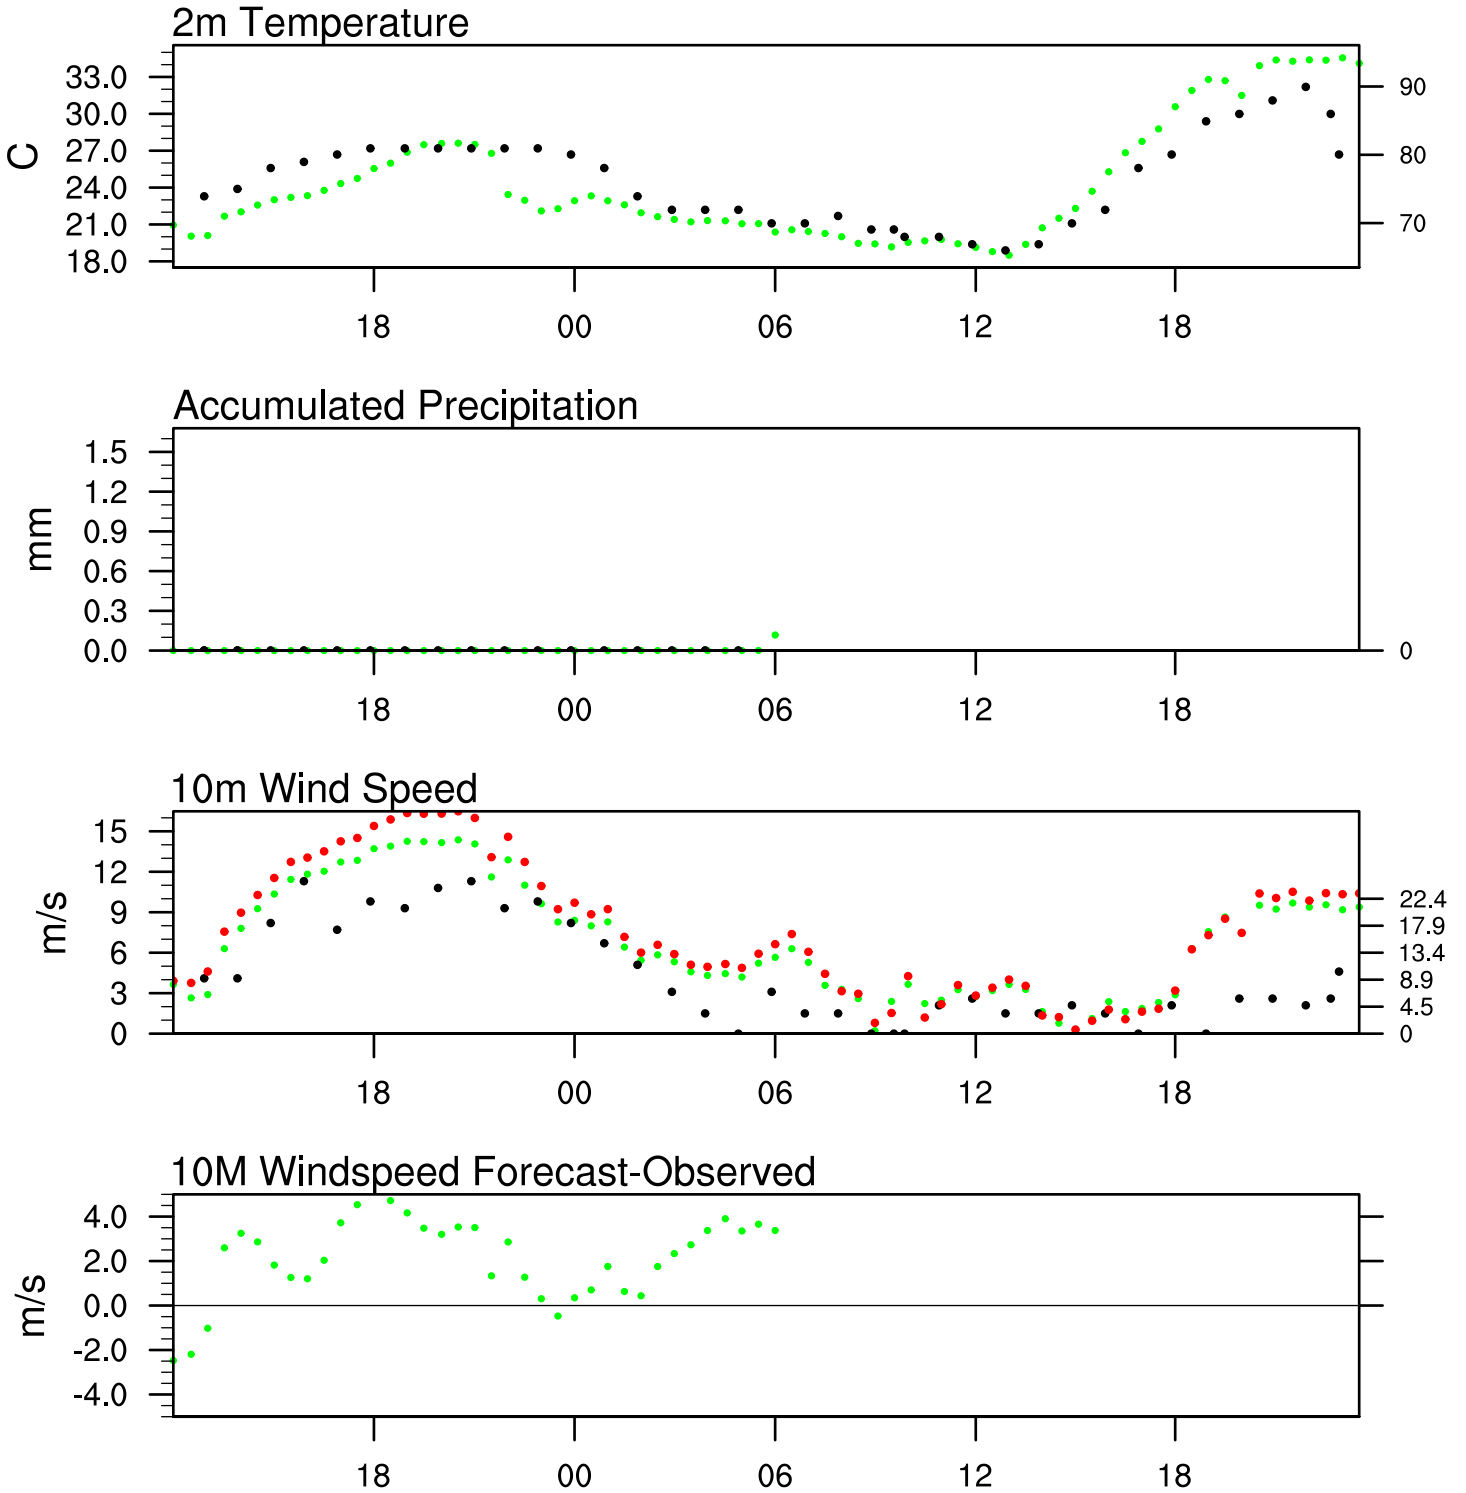 2m Temperature
33.0
90
30.0
27.0
80
C
24.0
21.0
70
18.0
18 00 06 12 18
Accumulated Precipitation
1.5
1.2
0.9
mm
0.6
0.3
0.0
0
18 00 06 12 18
10m Wind Speed
15
12
22.4
9
17.9
m/s
6
13.4
8.9
3
4.5
0
0
18 00 06 12 18
10M Windspeed Forecast-Observed
4.0
2.0
0.0
m/s
-2.0
-4.0
18 00 06 12 18